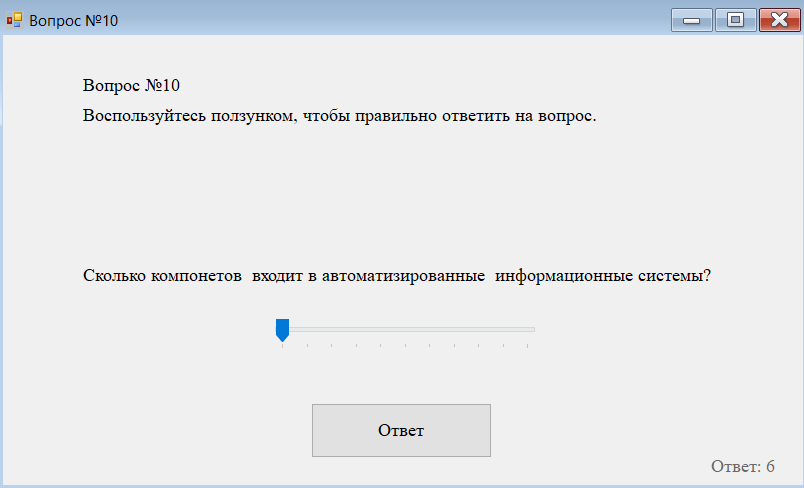 Вопрос №10
Вопрос №10
Воспользуйтесь ползунком, чтобы правильно ответить на вопрос.
Сколько компонетов  входит в автоматизированные  информационные системы?
Ответ
Ответ: 6